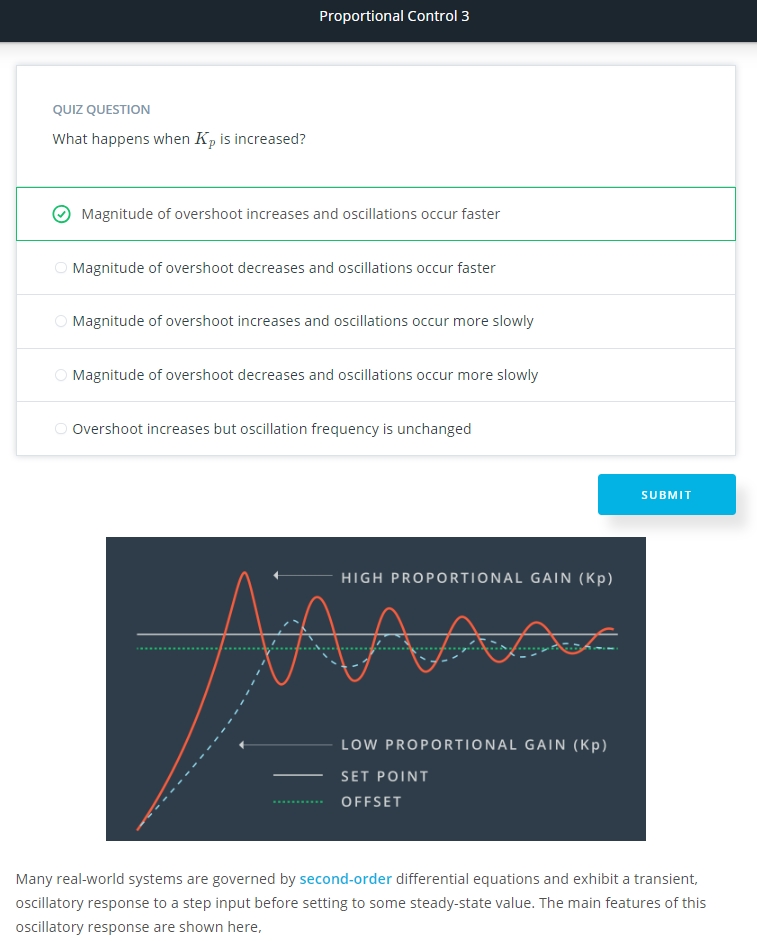 Proportional Control 3
QUIZ QUESTION
What happens when Kp is increased?
Magnitude of overshoot increases and oscillations occur faster
Magnitude of overshoot decreases and oscillations occur faster
Magnitude of overshoot increases and oscillations occur more slowly
Magnitude of overshoot decreases and oscillations occur more slowly
Overshoot increases but oscillation frequency is unchanged
SUBMIT
HIGH PROPORTIONAL GAIN (Kp)
LOW PROPORTIONAL GAIN (Kp)
SET POINT
OFFSET
Many real-world systems are governed by second-order differential equations and exhibit a transient,
oscillatory response to a step input before setting to some steady-state value. The main features of this
oscillatory response are shown here,